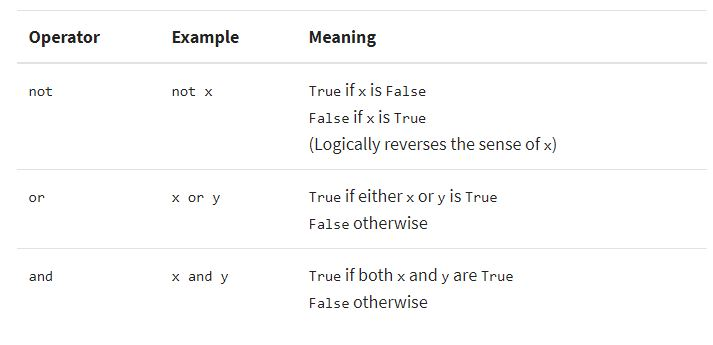 Operator Example Meaning
not not x True if x is False
False if x is True
(Logically reverses the sense of x)
or x or y True if either x or y is True
False otherwise
and x and y True if both x and y are True
False otherwise